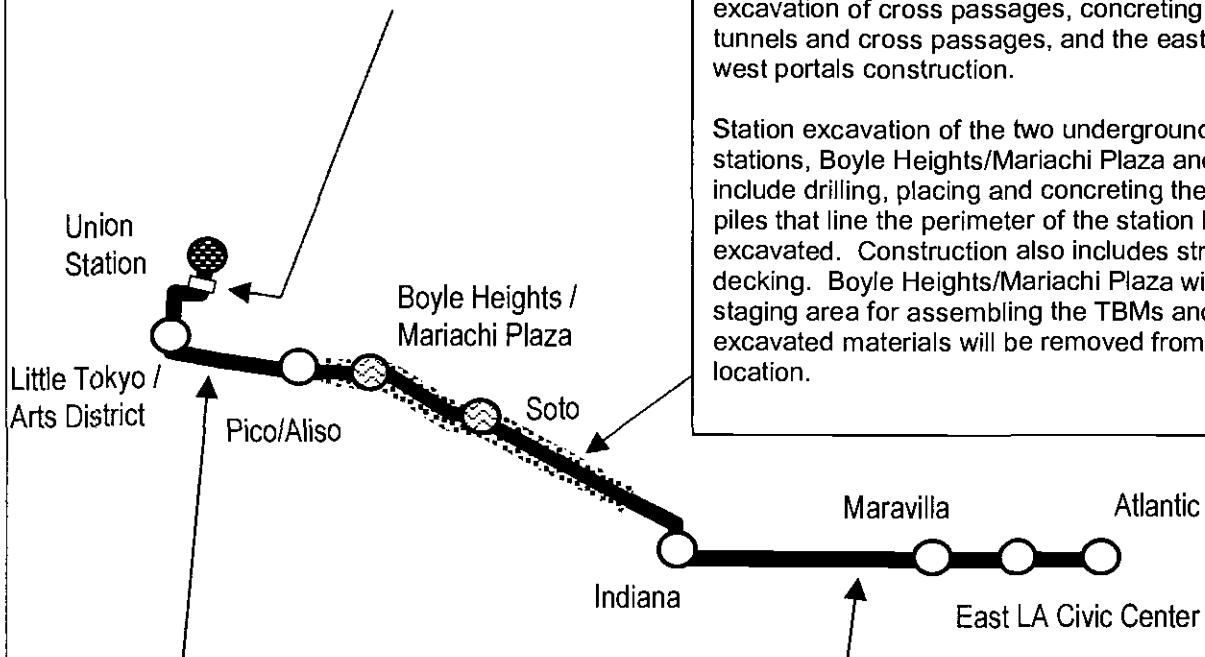 excavation of cross passages, concreting
tunnels and cross passages, and the east
west portals construction.
Station excavation of the two underground
stations, Boyle Heights/Mariachi Plaza and
include drilling, placing and concreting the
piles that line the perimeter of the station
excavated. Construction also includes
decking. Boyle Heights/Mariachi Plaza
staging area for assembling the TBMs and
excavated materials will be removed from
location.
Union
Station
Boyle Heights /
Mariachi Plaza
Little Tokyo /
Arts District
Pico/Aliso
Soto
Maravilla
Atlantic
Indiana
East LA Civic Center